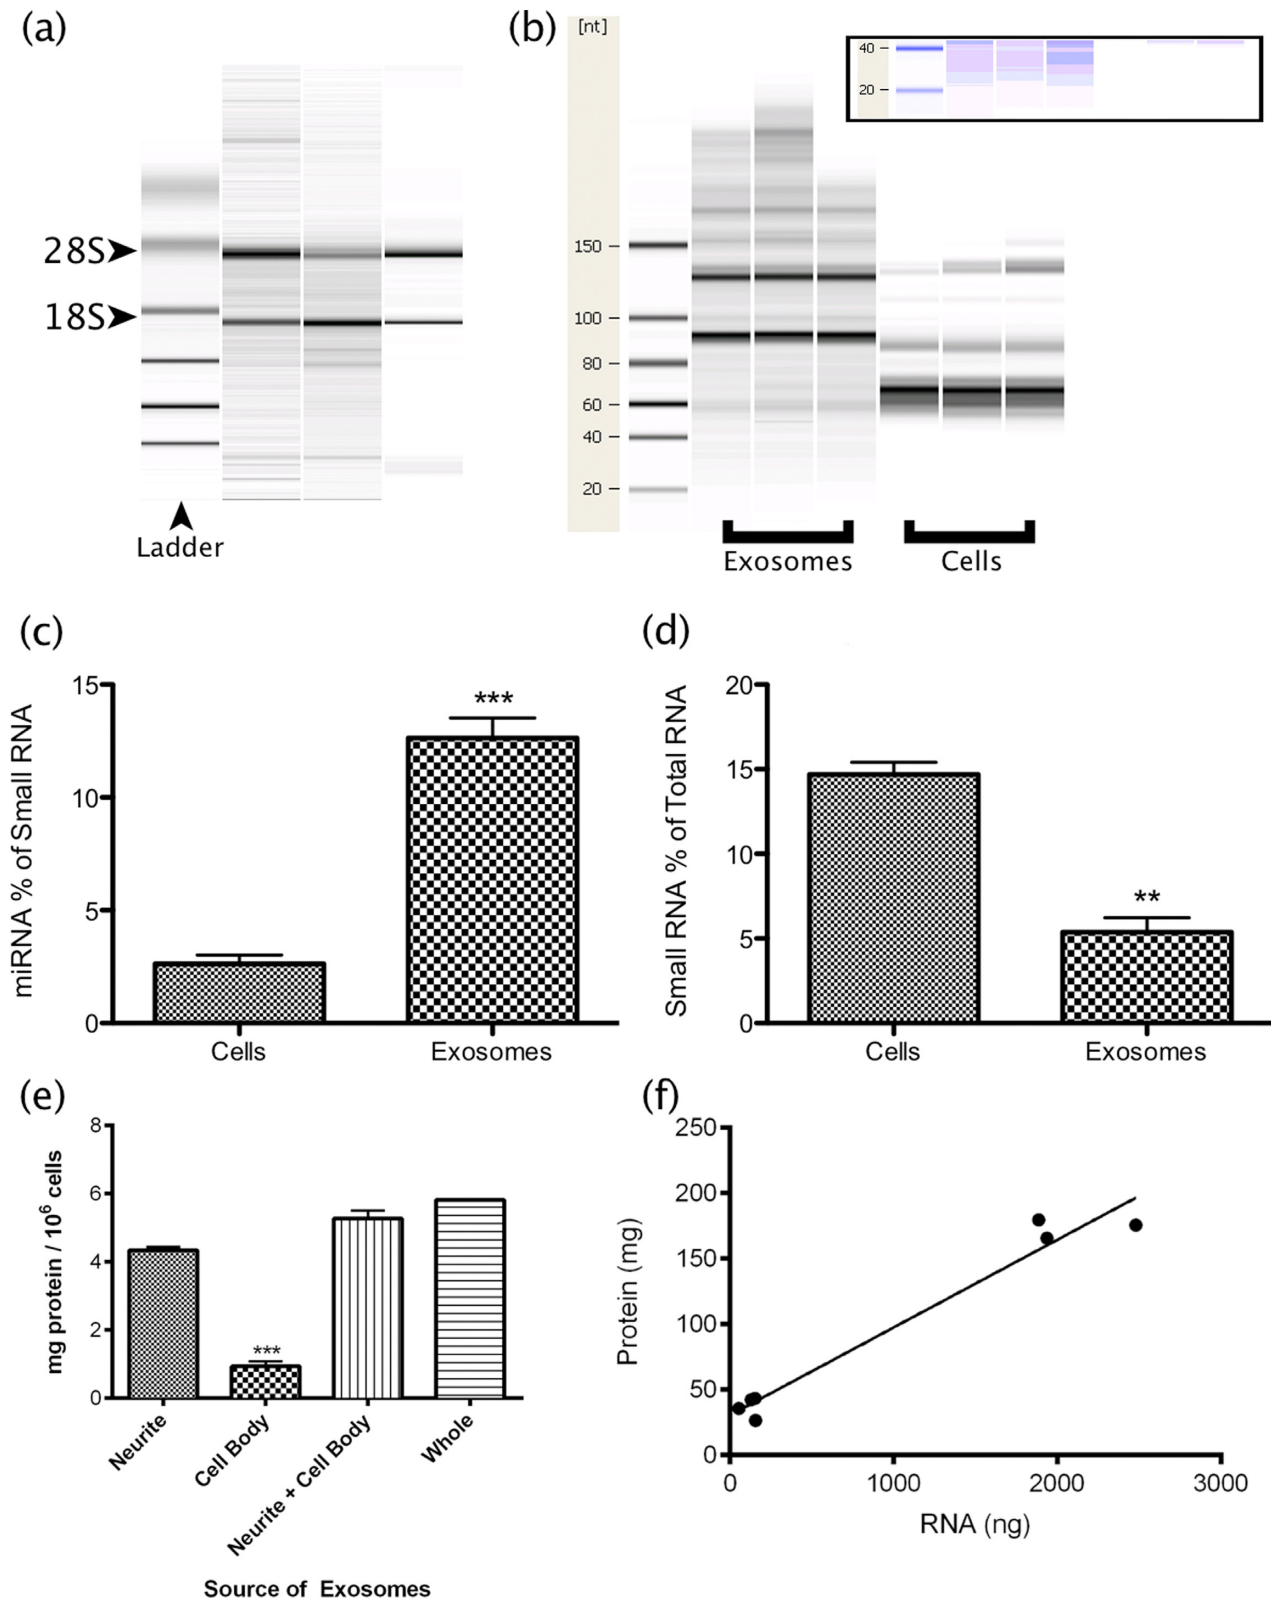 (a)
28S
18S
Ladder
(b)
[nt]
150
100
80
60
40
20
40
20
Exosomes
Cells
(c)
miRNA % of Small RNA
15
10
5
0
***
Cells
Exosomes
(d)
Small RNA % of Total RNA
20
15
10
5
0
**
Cells
Exosomes
(e)
mg protein / 10⁶ cells
8
6
4
2
0
***
Neurite
Cell Body
Neurite + Cell Body
Whole
Source of Exosomes
(f)
Protein (mg)
250
200
150
100
50
0
0
1000
2000
3000
RNA (ng)